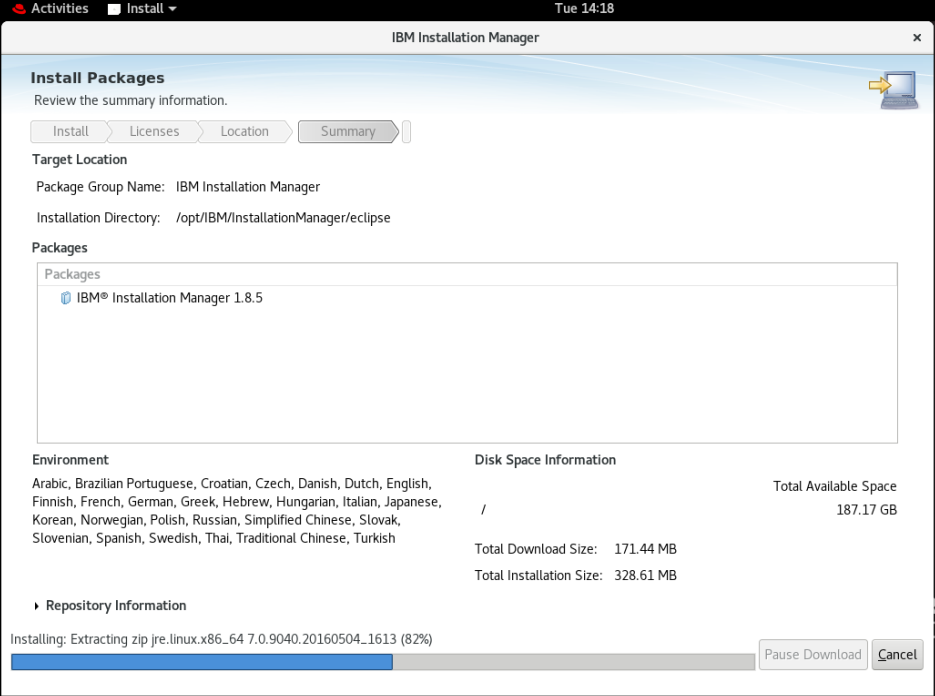 Activities Install Tue 14:18
IBM Installation Manager ×
Install Packages
Review the summary information.
Install Licenses Location Summary
Target Location
Package Group Name: IBM Installation Manager
Installation Directory: /opt/IBM/InstallationManager/eclipse
Packages
Packages
IBM® Installation Manager 1.8.5
Environment
Arabic, Brazilian Portuguese, Croatian, Czech, Danish, Dutch, English,
Finnish, French, German, Greek, Hebrew, Hungarian, Italian, Japanese,
Korean, Norwegian, Polish, Russian, Simplified Chinese, Slovak,
Slovenian, Spanish, Swedish, Thai, Traditional Chinese, Turkish
Disk Space Information
Total Available Space
/ 187.17 GB
Total Download Size: 171.44 MB
Total Installation Size: 328.61 MB
Repository Information
Installing: Extracting zip jre.linux.x86_64 7.0.9040.20160504_1613 (82%)
Pause Download Cancel